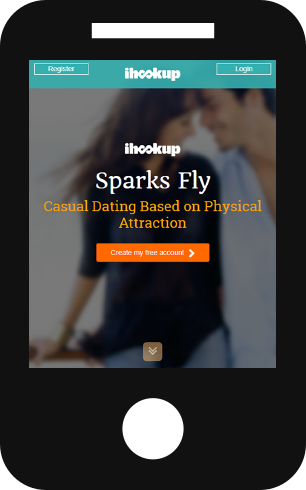 Register
ihookup
Login
ihookup
Sparks Fly
Casual Dating Based on Physical
Attraction
Create my free account